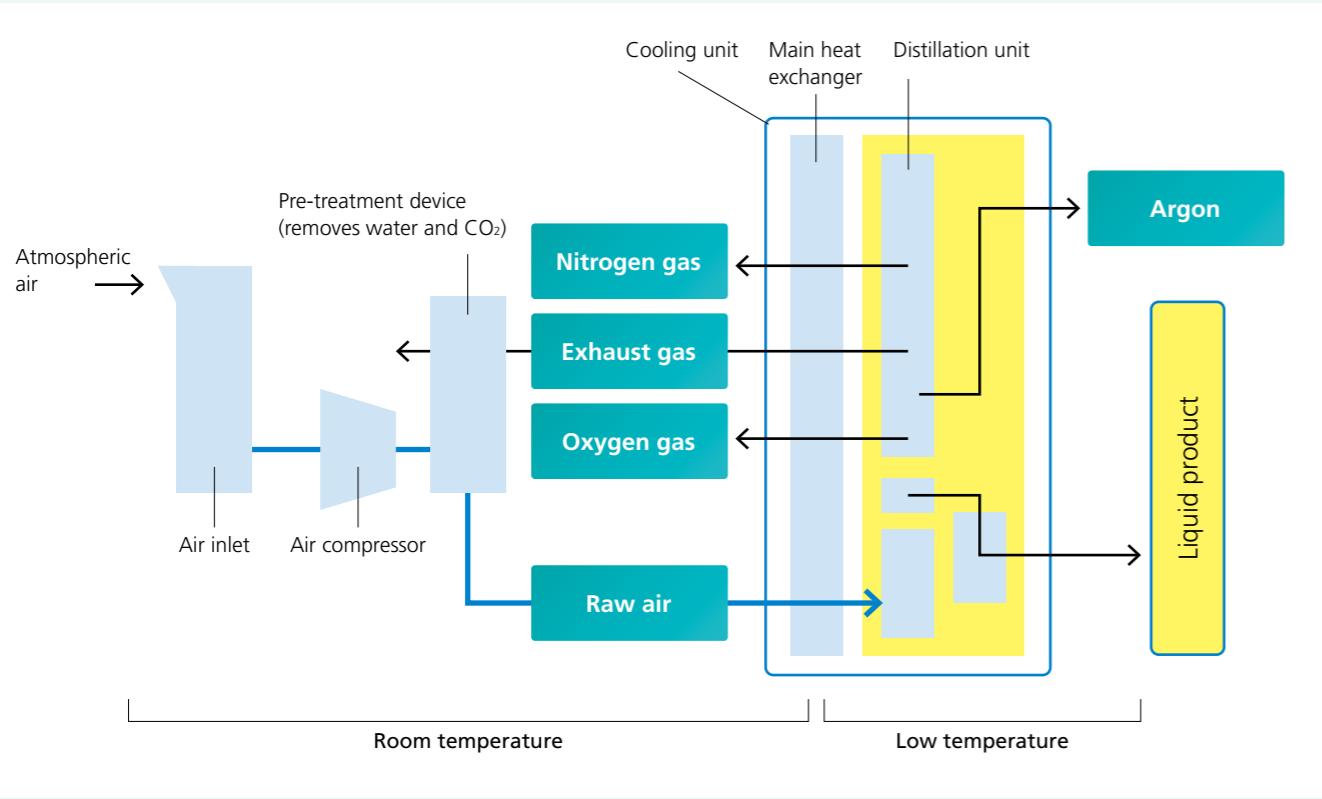 Cooling unit
Main heat
exchanger
Distillation unit
Pre-treatment device
(removes water and CO₂)
Atmospheric
air
Argon
Nitrogen gas
Exhaust gas
Oxygen gas
Liquid product
Air inlet
Air compressor
Raw air
Room temperature
Low temperature